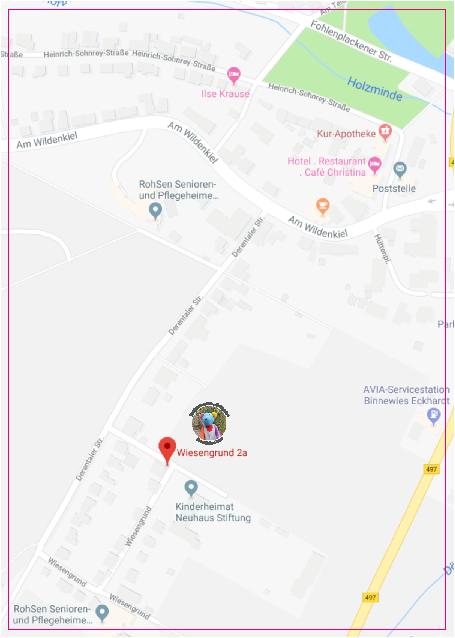 Am Teic
Fohlenplackener Str.
Heinrich-Sohnrey-Straße
Heinrich-Sohnrey-Straße
Ilse Krause
Heinrich-Sohnrey-Straße
Holzminde
Am Wildenkiel
Am Wildenkiel
Kur-Apotheke
Hotel . Restaurant
. Café Christina
Poststelle
RohSen Senioren-
und Pflegeheime...
Am Wildenkiel
Derentaler Str.
Hüttenpl.
Derentaler Str.
Park
AVIA-Servicestation
Binnewies Eckhardt
Derentaler Str.
Wiesengrund 2a
497
Kinderheimat
Neuhaus Stiftung
Wiesengrund
Wiesengrund
Wiesengrund
497
RohSen Senioren-
und Pflegeheime...